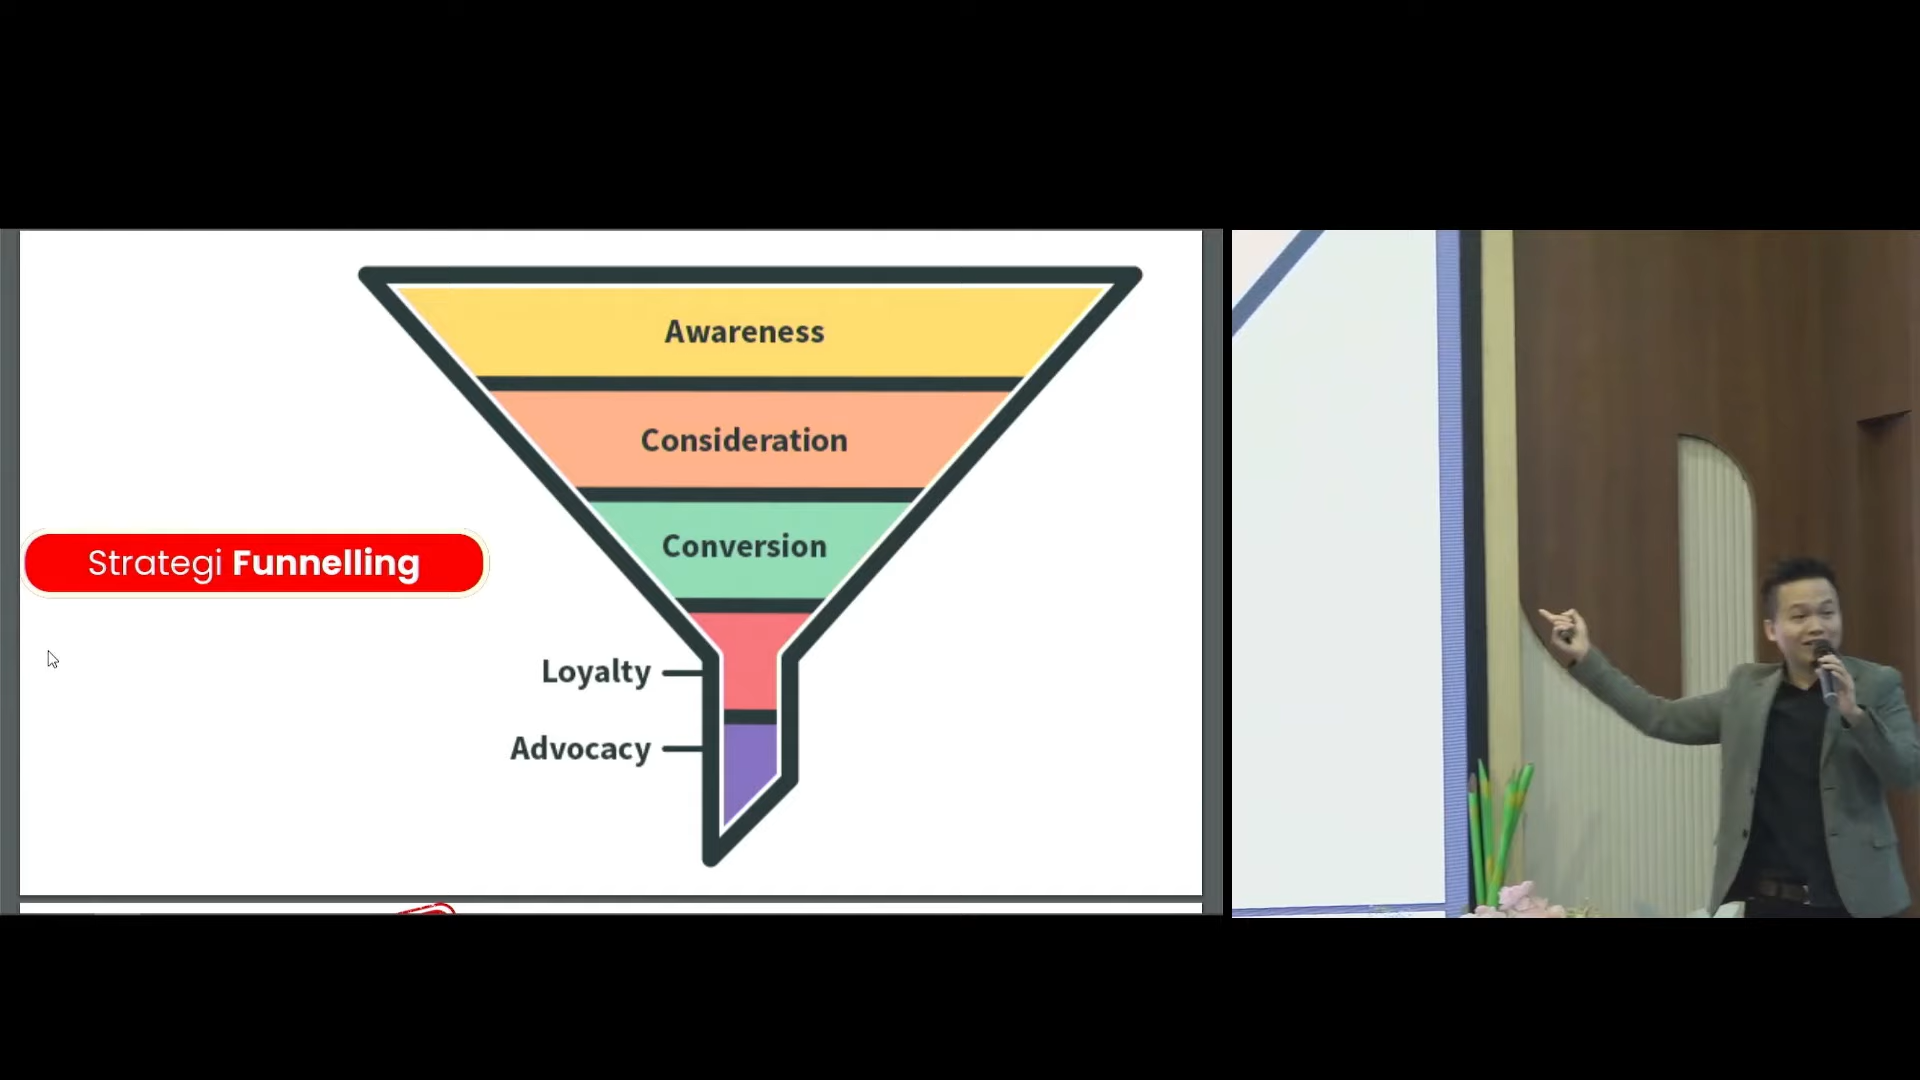 Awareness
Consideration
Conversion
Strategi Funnelling
Loyalty
Advocacy